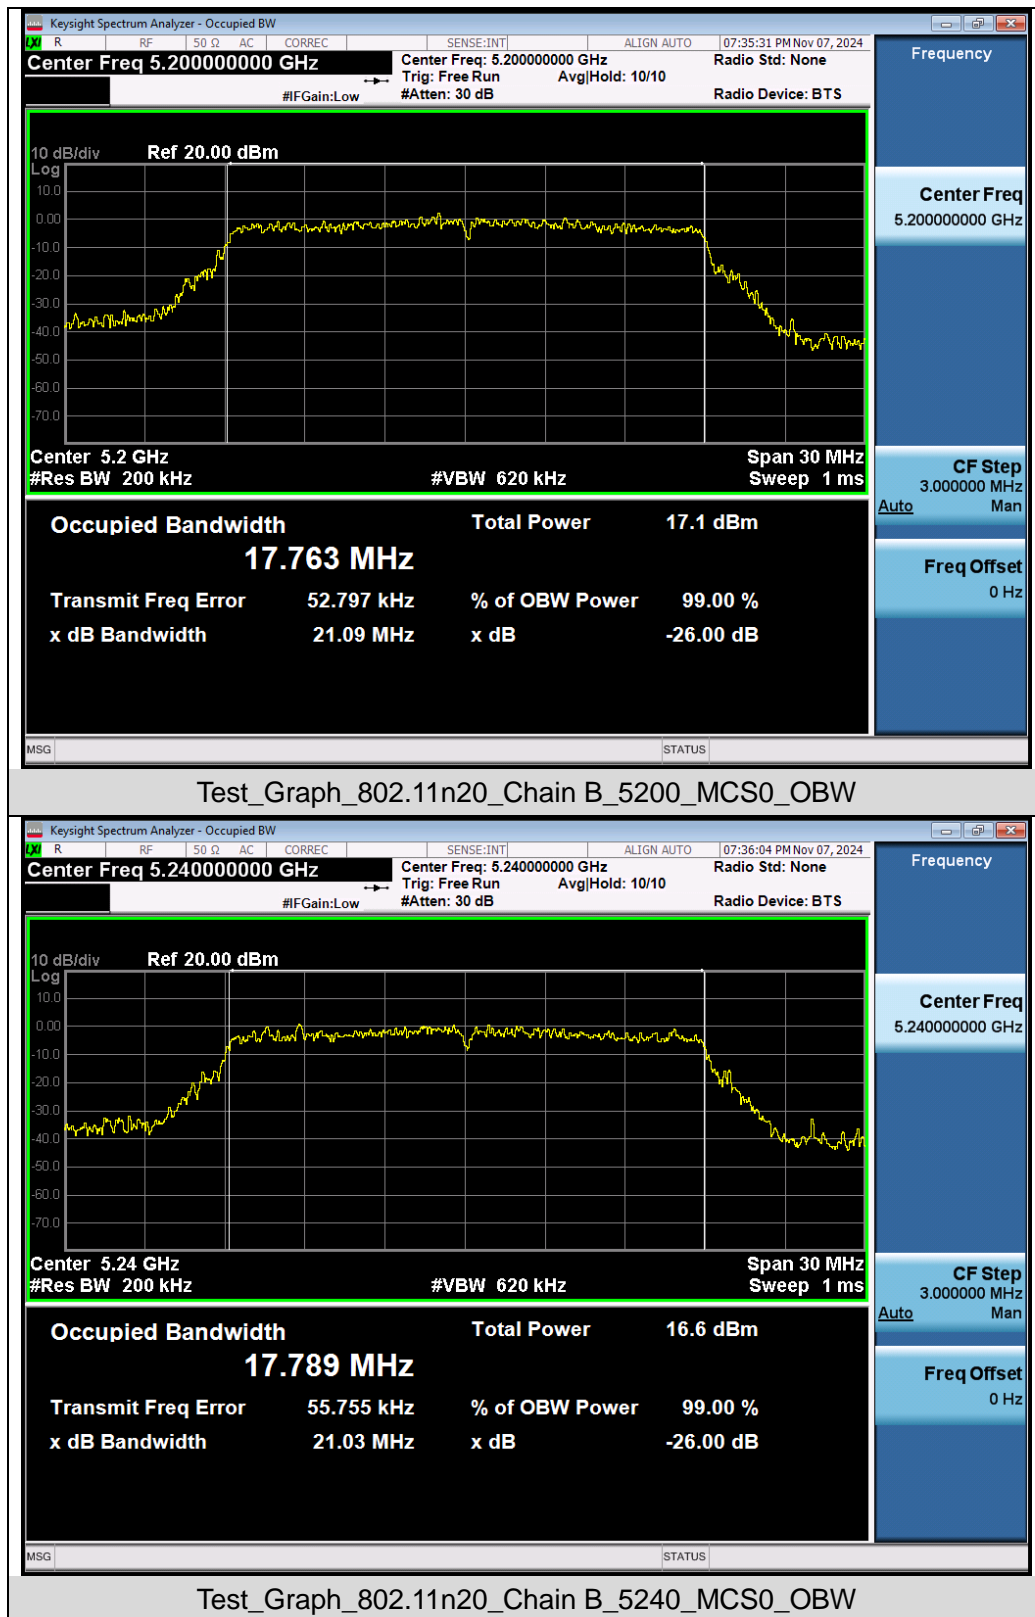 Keysight Spectrum Analyzer - Occupied BW
LXI R RF 50 Ω AC CORREC SENSE:INT ALIGN AUTO 07:35:31 PM Nov 07, 2024
Center Freq 5.200000000 GHz
Center Freq: 5.200000000 GHz Radio Std: None
Trig: Free Run Avg|Hold: 10/10
#IFGain:Low #Atten: 30 dB Radio Device: BTS
Frequency
10 dB/div Ref 20.00 dBm
Log
10.0
0.00
-10.0
-20.0
-30.0
-40.0
-50.0
-60.0
-70.0
Center 5.2 GHz Span 30 MHz
#Res BW 200 kHz #VBW 620 kHz Sweep 1 ms
Center Freq
5.200000000 GHz
CF Step
3.000000 MHz
Auto Man
Freq Offset
0 Hz
Occupied Bandwidth Total Power 17.1 dBm
17.763 MHz
Transmit Freq Error 52.797 kHz % of OBW Power 99.00 %
x dB Bandwidth 21.09 MHz x dB -26.00 dB
MSG STATUS
Test_Graph_802.11n20_Chain B_5200_MCS0_OBW
Keysight Spectrum Analyzer - Occupied BW
LXI R RF 50 Ω AC CORREC SENSE:INT ALIGN AUTO 07:36:04 PM Nov 07, 2024
Center Freq 5.240000000 GHz
Center Freq: 5.240000000 GHz Radio Std: None
Trig: Free Run Avg|Hold: 10/10
#IFGain:Low #Atten: 30 dB Radio Device: BTS
Frequency
10 dB/div Ref 20.00 dBm
Log
10.0
0.00
-10.0
-20.0
-30.0
-40.0
-50.0
-60.0
-70.0
Center 5.24 GHz Span 30 MHz
#Res BW 200 kHz #VBW 620 kHz Sweep 1 ms
Center Freq
5.240000000 GHz
CF Step
3.000000 MHz
Auto Man
Freq Offset
0 Hz
Occupied Bandwidth Total Power 16.6 dBm
17.789 MHz
Transmit Freq Error 55.755 kHz % of OBW Power 99.00 %
x dB Bandwidth 21.03 MHz x dB -26.00 dB
MSG STATUS
Test_Graph_802.11n20_Chain B_5240_MCS0_OBW